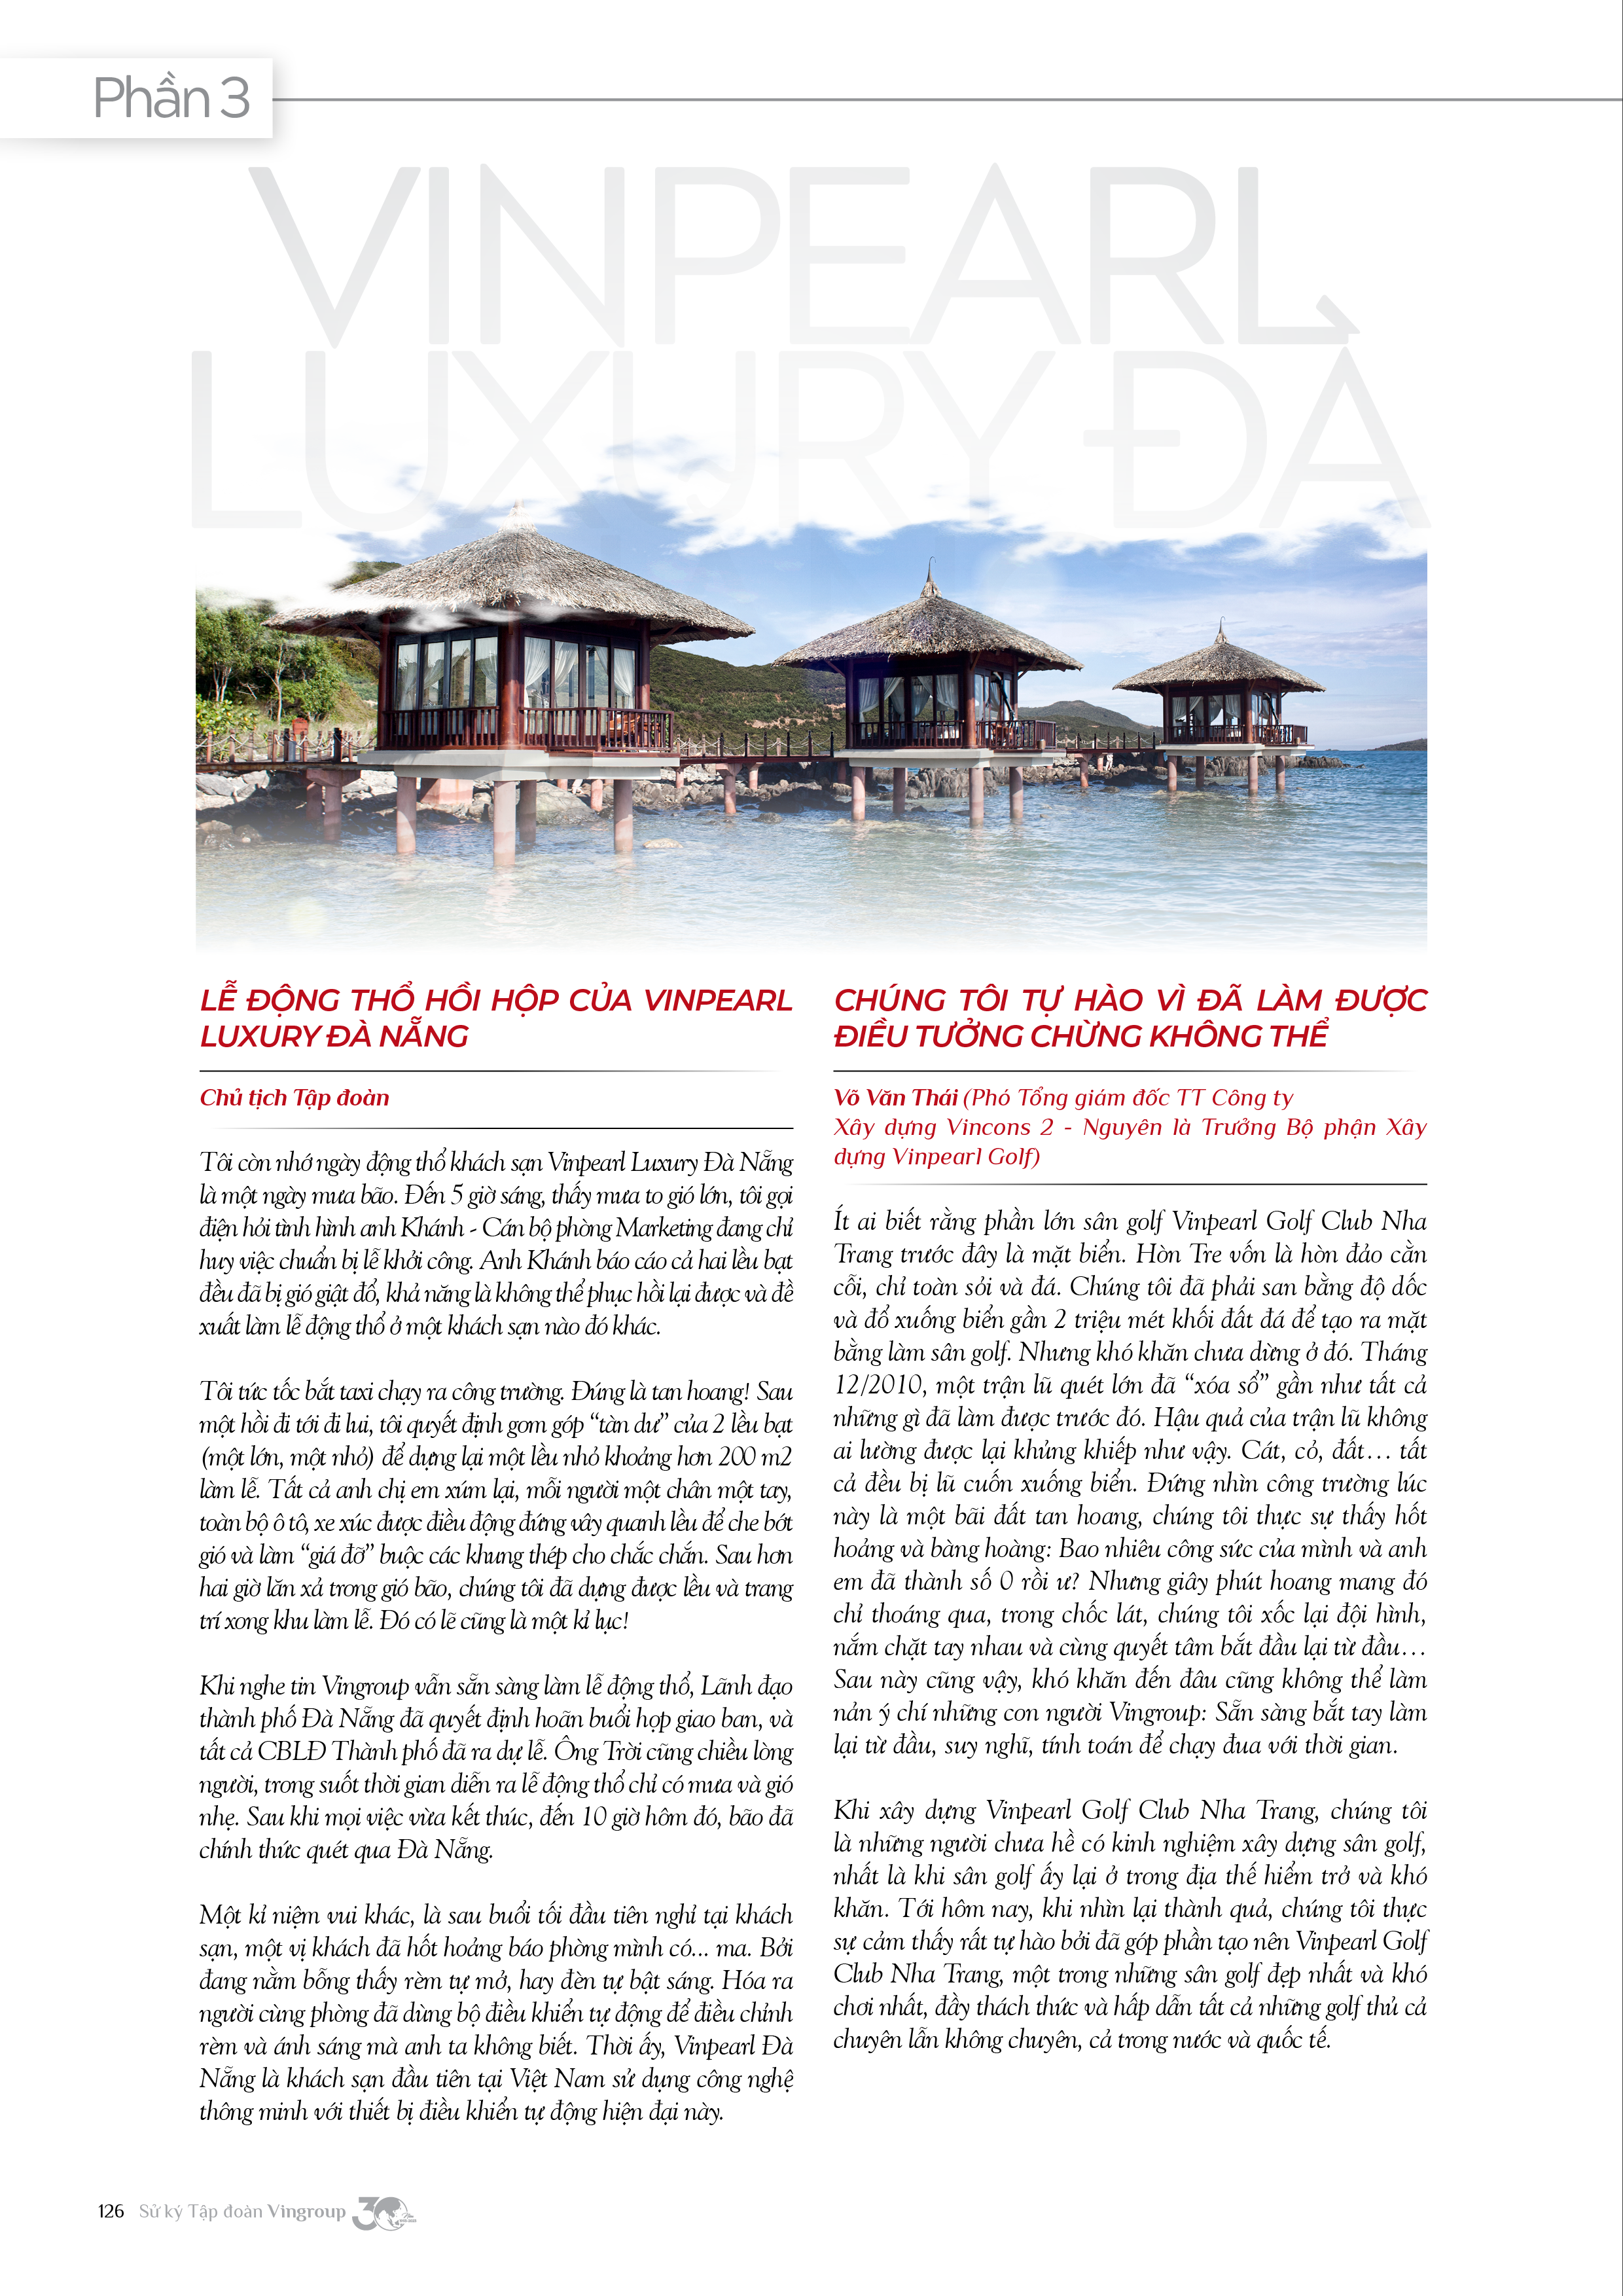 Phần 3
VINPEARL
LUXURY ĐÀ
LỄ ĐỘNG THỔ HỒI HỘP CỦA VINPEARL
LUXURY ĐÀ NẴNG
Chủ tịch Tập đoàn
Tôi còn nhớ ngày động thổ khách sạn Vinpearl Luxury Đà Nẵng
là một ngày mưa bão. Đến 5 giờ sáng, thấy mưa to gió lớn, tôi gọi
điện hỏi tình hình anh Khánh - Cán bộ phòng Marketing đang chỉ
huy việc chuẩn bị lễ khởi công. Anh Khánh báo cáo cả hai lều bạt
đều đã bị gió giật đổ, khả năng là không thể phục hồi lại được và đề
xuất làm lễ động thổ ở một khách sạn nào đó khác.
Tôi tức tốc bắt taxi chạy ra công trường. Đúng là tan hoang! Sau
một hồi đi tới đi lui, tôi quyết định gom góp “tàn dư” của 2 lều bạt
(một lớn, một nhỏ) để dựng lại một lều nhỏ khoảng hơn 200 m2
làm lễ. Tất cả anh chị em xúm lại, mỗi người một chân một tay,
toàn bộ ô tô, xe xúc được điều động đứng vây quanh lều để che bớt
gió và làm “giá đỡ” buộc các khung thép cho chắc chắn. Sau hơn
hai giờ lăn xả trong gió bão, chúng tôi đã dựng được lều và trang
trí xong khu làm lễ. Đó có lẽ cũng là một kỉ lục!
Khi nghe tin Vingroup vẫn sẵn sàng làm lễ động thổ, Lãnh đạo
thành phố Đà Nẵng đã quyết định hoãn buổi họp giao ban, và
tất cả CBLĐ Thành phố đã ra dự lễ. Ông Trời cũng chiều lòng
người, trong suốt thời gian diễn ra lễ động thổ chỉ có mưa và gió
nhẹ. Sau khi mọi việc vừa kết thúc, đến 10 giờ hôm đó, bão đã
chính thức quét qua Đà Nẵng.
Một kỉ niệm vui khác, là sau buổi tối đầu tiên nghỉ tại khách
sạn, một vị khách đã hốt hoảng báo phòng mình có... ma. Bởi
đang nằm bỗng thấy rèm tự mở, hay đèn tự bật sáng. Hóa ra
người cùng phòng đã dùng bộ điều khiển tự động để điều chỉnh
rèm và ánh sáng mà anh ta không biết. Thời ấy, Vinpearl Đà
Nẵng là khách sạn đầu tiên tại Việt Nam sử dụng công nghệ
thông minh với thiết bị điều khiển tự động hiện đại này.
CHÚNG TÔI TỰ HÀO VÌ ĐÃ LÀM ĐƯỢC
ĐIỀU TƯỞNG CHỪNG KHÔNG THỂ
Võ Văn Thái (Phó Tổng giám đốc TT Công ty
Xây dựng Vincons 2 - Nguyên là Trưởng Bộ phận Xây
dựng Vinpearl Golf)
Ít ai biết rằng phần lớn sân golf Vinpearl Golf Club Nha
Trang trước đây là mặt biển. Hòn Tre vốn là hòn đảo cằn
cỗi, chỉ toàn sỏi và đá. Chúng tôi đã phải san bằng độ dốc
và đổ xuống biển gần 2 triệu mét khối đất đá để tạo ra mặt
bằng làm sân golf. Nhưng khó khăn chưa dừng ở đó. Tháng
12/2010, một trận lũ quét lớn đã “xóa sổ” gần như tất cả
những gì đã làm được trước đó. Hậu quả của trận lũ không
ai lường được lại khủng khiếp như vậy. Cát, cỏ, đất… tất
cả đều bị lũ cuốn xuống biển. Đứng nhìn công trường lúc
này là một bãi đất tan hoang, chúng tôi thực sự thấy hốt
hoảng và bàng hoàng: Bao nhiêu công sức của mình và anh
em đã thành số 0 rồi ư? Nhưng giây phút hoang mang đó
chỉ thoáng qua, trong chốc lát, chúng tôi xốc lại đội hình,
nắm chặt tay nhau và cùng quyết tâm bắt đầu lại từ đầu…
Sau này cũng vậy, khó khăn đến đâu cũng không thể làm
nản ý chí những con người Vingroup: Sẵn sàng bắt tay làm
lại từ đầu, suy nghĩ, tính toán để chạy đua với thời gian.
Khi xây dựng Vinpearl Golf Club Nha Trang, chúng tôi
là những người chưa hề có kinh nghiệm xây dựng sân golf,
nhất là khi sân golf ấy lại ở trong địa thế hiểm trở và khó
khăn. Tới hôm nay, khi nhìn lại thành quả, chúng tôi thực
sự cảm thấy rất tự hào bởi đã góp phần tạo nên Vinpearl Golf
Club Nha Trang, một trong những sân golf đẹp nhất và khó
chơi nhất, đầy thách thức và hấp dẫn tất cả những golf thủ cả
chuyên lẫn không chuyên, cả trong nước và quốc tế.
126 Sử ký Tập đoàn Vingroup 30